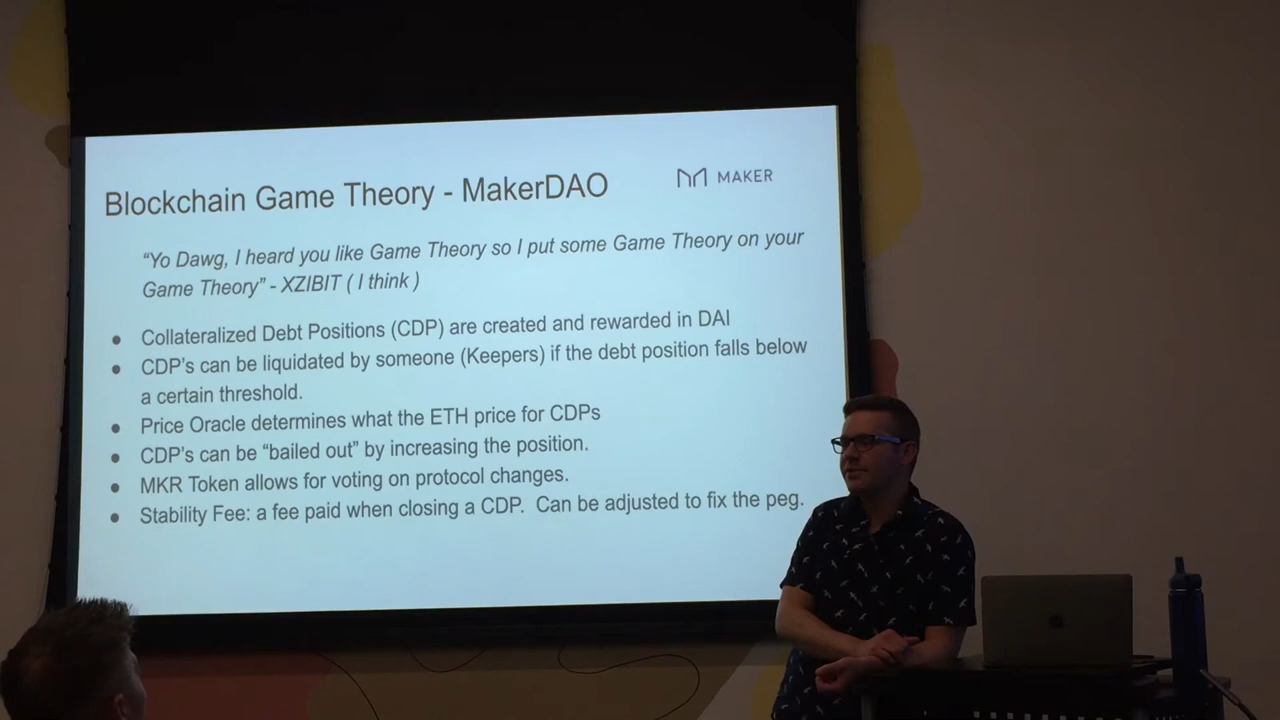 Blockchain Game Theory - MakerDAO
MAKER
“Yo Dawg, I heard you like Game Theory so I put some Game Theory on your
Game Theory” - XZIBIT ( I think )
● Collateralized Debt Positions (CDP) are created and rewarded in DAI
● CDP’s can be liquidated by someone (Keepers) if the debt position falls below
a certain threshold.
● Price Oracle determines what the ETH price for CDPs
● CDP’s can be “bailed out” by increasing the position.
● MKR Token allows for voting on protocol changes.
● Stability Fee: a fee paid when closing a CDP. Can be adjusted to fix the peg.